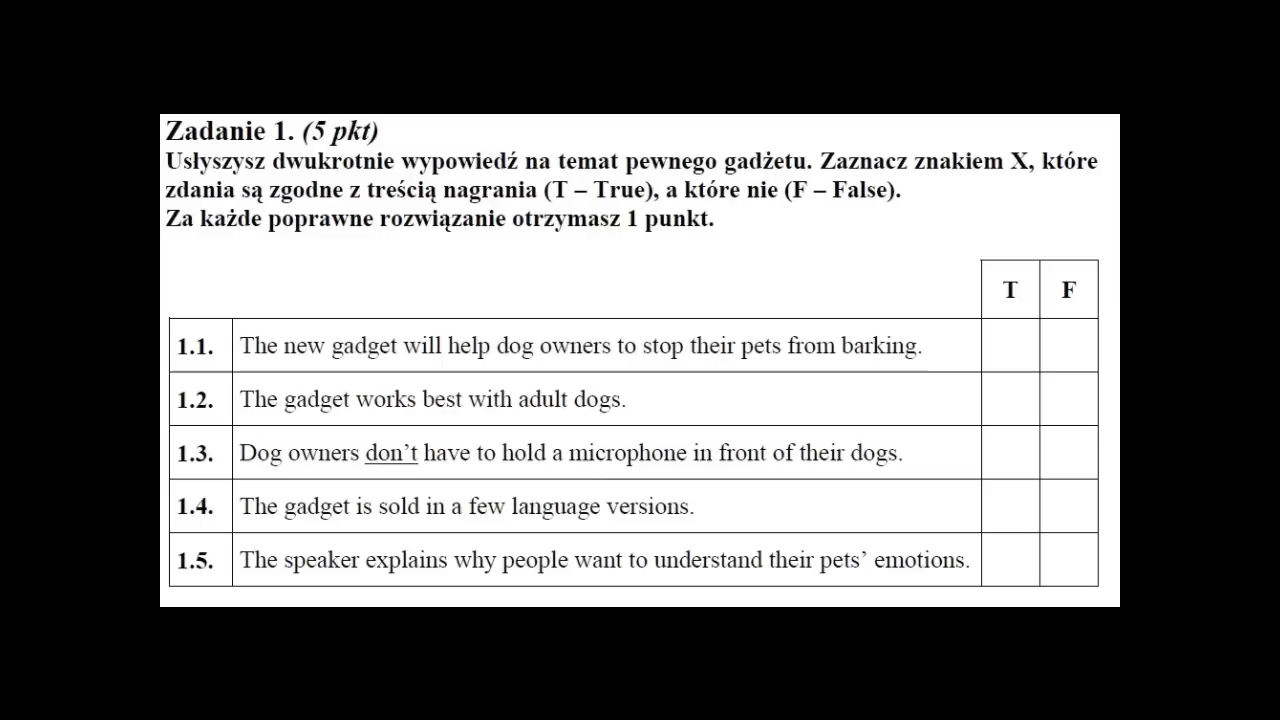 Zadanie 1. (5 pkt)
Usłyszysz dwukrotnie wypowiedź na temat pewnego gadżetu. Zaznacz znakiem X, które
zdania są zgodne z treścią nagrania (T – True), a które nie (F – False).
Za każde poprawne rozwiązanie otrzymasz 1 punkt.
T F
1.1. The new gadget will help dog owners to stop their pets from barking.
1.2. The gadget works best with adult dogs.
1.3. Dog owners don't have to hold a microphone in front of their dogs.
1.4. The gadget is sold in a few language versions.
1.5. The speaker explains why people want to understand their pets' emotions.